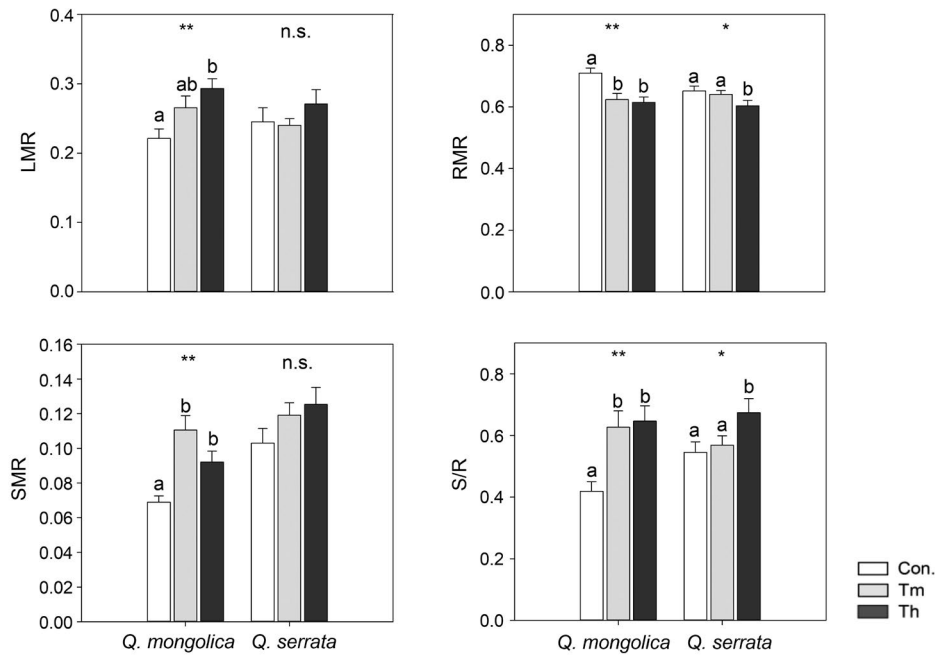 LMR
0.4
0.3
0.2
0.1
0.0
** n.s.
a ab b
RMR
0.8
0.6
0.4
0.2
0.0
** *
a b b a a b
SMR
0.16
0.14
0.12
0.10
0.08
0.06
0.04
0.02
0.00
** n.s.
a b b
Q. mongolica Q. serrata
S/R
0.8
0.6
0.4
0.2
0.0
** *
a b b a a b
Q. mongolica Q. serrata
Con.
Tm
Th